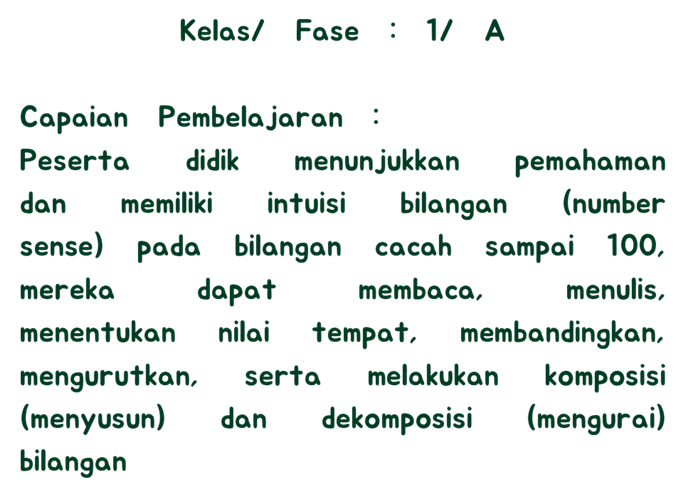 Kelas/ Fase : 1/ A
Capaian Pembelajaran :
Peserta didik menunjukkan pemahaman
dan memiliki intuisi bilangan (number
sense) pada bilangan cacah sampai 100,
mereka dapat membaca, menulis,
menentukan nilai tempat, membandingkan,
mengurutkan, serta melakukan komposisi
(menyusun) dan dekomposisi (mengurai)
bilangan